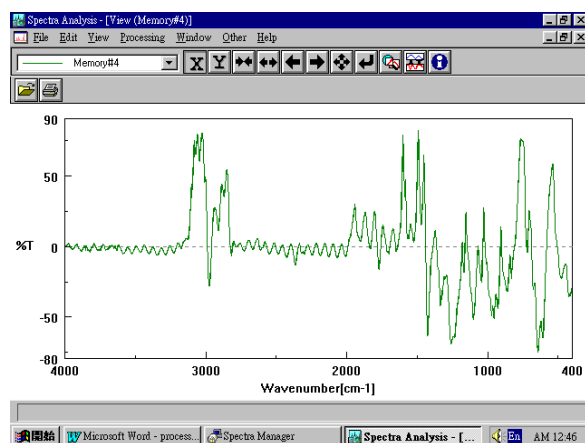 Spectra Analysis - [View (Memory#4)]
File Edit View Processing Window Other Help
Memory#4 X Y
90
50
%T 0
-50
-80
4000 3000 2000 1000 400
Wavenumber[cm-1]
開始 Microsoft Word - process... Spectra Manager Spectra Analysis - [... En AM 12:46